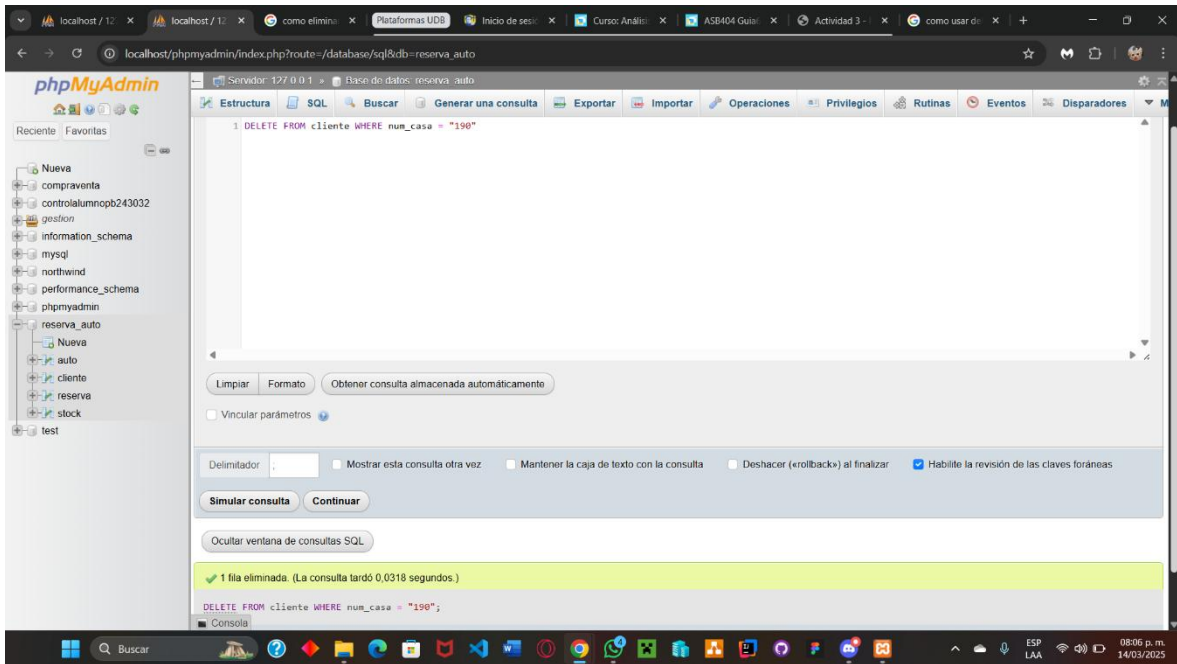 localhost / 12
localhost / 12
como elimina
Plataformas UDB
Inicio de sesi
Curso: Análisi
ASB404 Guia
Actividad 3 -
como usar de
localhost/phpmyadmin/index.php?route=/database/sql&db=reserva_auto
phpMyAdmin
Reciente Favoritas
Nueva
compraventa
controlalumnopb243032
gestion
information_schema
mysql
northwind
performance_schema
phpmyadmin
reserva_auto
Nueva
auto
cliente
reserva
stock
test
Servidor: 127.0.0.1 » Base de datos: reserva_auto
Estructura SQL Buscar Generar una consulta Exportar Importar Operaciones Privilegios Rutinas Eventos Disparadores M
1 DELETE FROM cliente WHERE num_casa = "190"
Limpiar Formato Obtener consulta almacenada automáticamente
Vincular parámetros
Delimitador ; Mostrar esta consulta otra vez Mantener la caja de texto con la consulta Deshacer («rollback») al finalizar Habilite la revisión de las claves foráneas
Simular consulta Continuar
Ocultar ventana de consultas SQL
1 fila eliminada. (La consulta tardó 0,0318 segundos.)
DELETE FROM cliente WHERE num_casa = "190";
Consola
Buscar
ESP
LAA
08:06 p. m.
14/03/2025